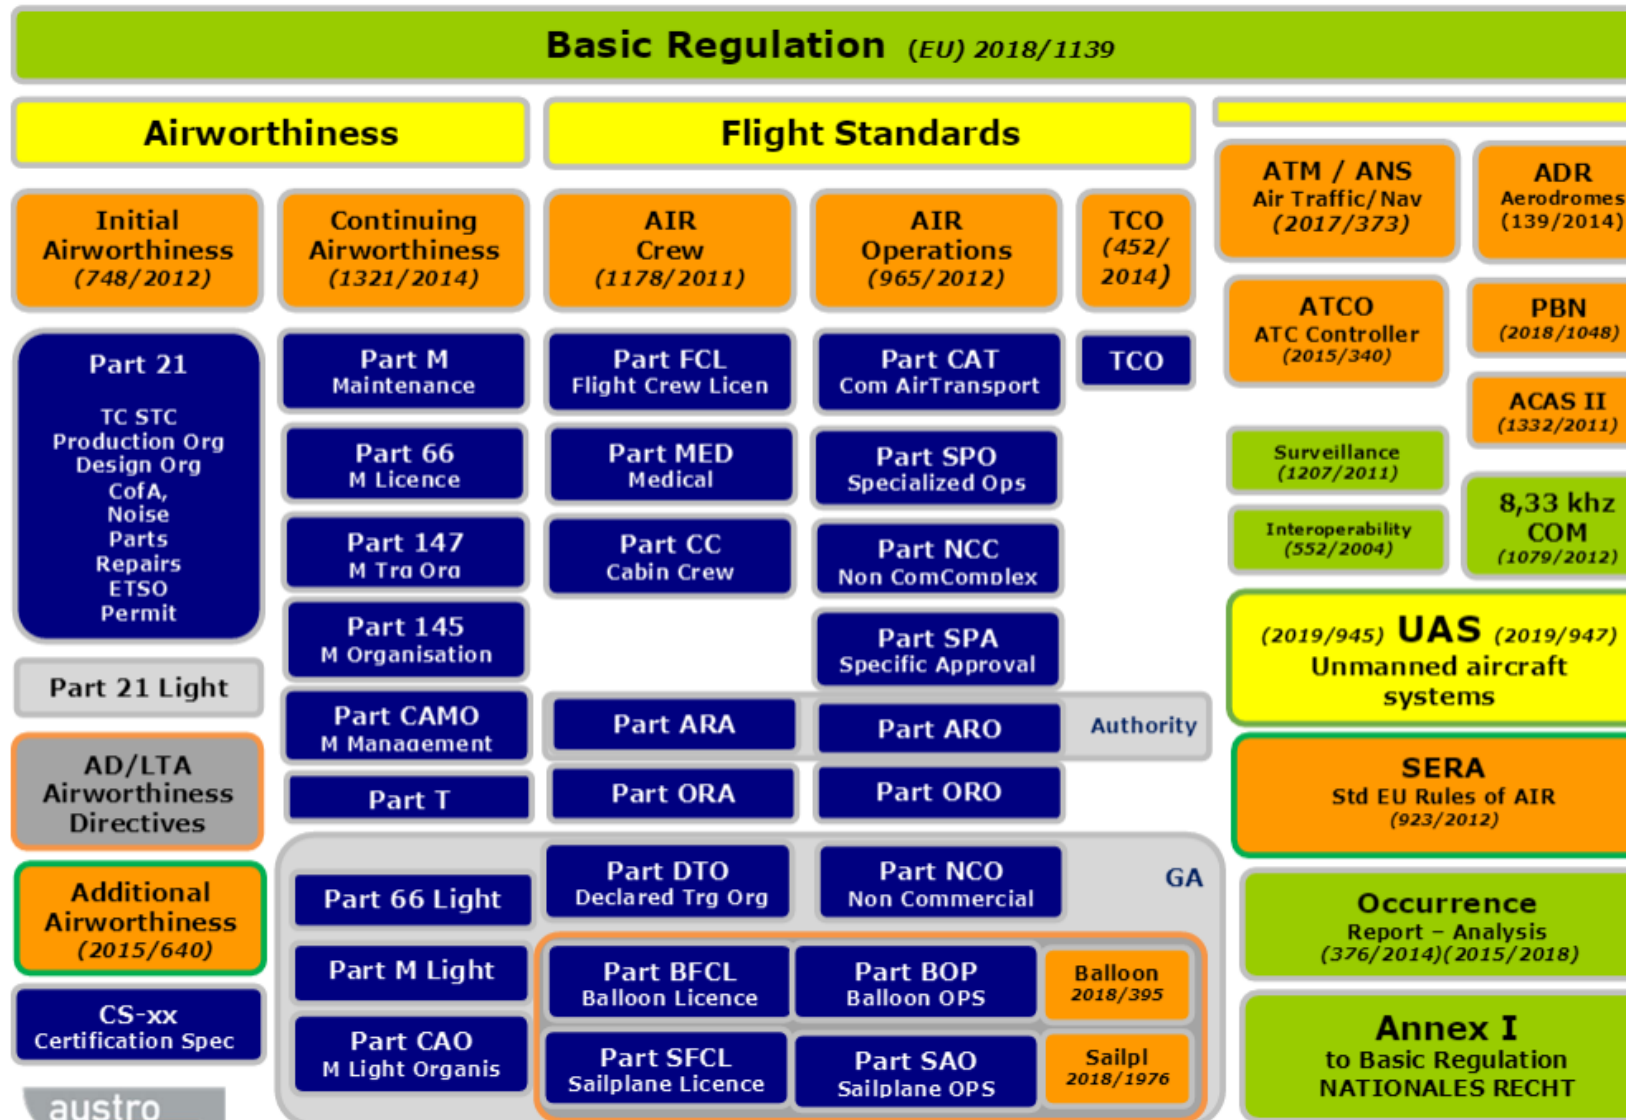 Basic Regulation (EU) 2018/1139
Airworthiness
Flight Standards
Initial
Airworthiness
(748/2012)
Continuing
Airworthiness
(1321/2014)
AIR
Crew
(1178/2011)
AIR
Operations
(965/2012)
TCO
(452/
2014)
ATM / ANS
Air Traffic/Nav
(2017/373)
ADR
Aerodromes
(139/2014)
ATCO
ATC Controller
(2015/340)
PBN
(2018/1048)
ACAS II
(1332/2011)
Surveillance
(1207/2011)
Interoperability
(552/2004)
8,33 khz
COM
(1079/2012)
Part 21
TC STC
Production Org
Design Org
CofA,
Noise
Parts
Repairs
ETSO
Permit
Part 21 Light
AD/LTA
Airworthiness
Directives
Additional
Airworthiness
(2015/640)
CS-xx
Certification Spec
austro
Part M
Maintenance
Part 66
M Licence
Part 147
M Trg Org
Part 145
M Organisation
Part CAMO
M Management
Part T
Part 66 Light
Part M Light
Part CAO
M Light Organis
Part FCL
Flight Crew Licen
Part MED
Medical
Part CC
Cabin Crew
Part ARA
Part ORA
Part DTO
Declared Trg Org
Part BFCL
Balloon Licence
Part SFCL
Sailplane Licence
Part CAT
Com AirTransport
Part SPO
Specialized Ops
Part NCC
Non ComComplex
Part SPA
Specific Approval
Part ARO
Part ORO
Part NCO
Non Commercial
Part BOP
Balloon OPS
Part SAO
Sailplane OPS
TCO
Authority
GA
Balloon
2018/395
Sailpl
2018/1976
(2019/945) UAS (2019/947)
Unmanned aircraft
systems
SERA
Std EU Rules of AIR
(923/2012)
Occurrence
Report – Analysis
(376/2014)(2015/2018)
Annex I
to Basic Regulation
NATIONALES RECHT